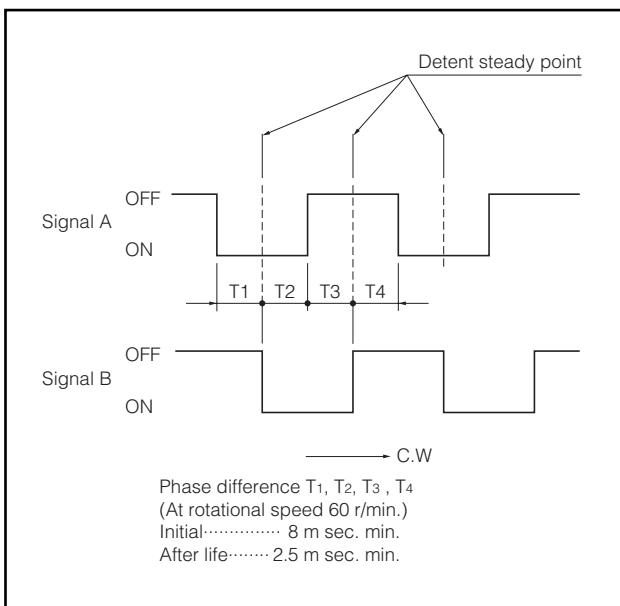 Detent steady point
OFF
Signal A
ON
T1 T2 T3 T4
OFF
Signal B
ON
C.W
Phase difference T1, T2, T3 , T4
(At rotational speed 60 r/min.)
Initial··············· 8 m sec. min.
After life········ 2.5 m sec. min.